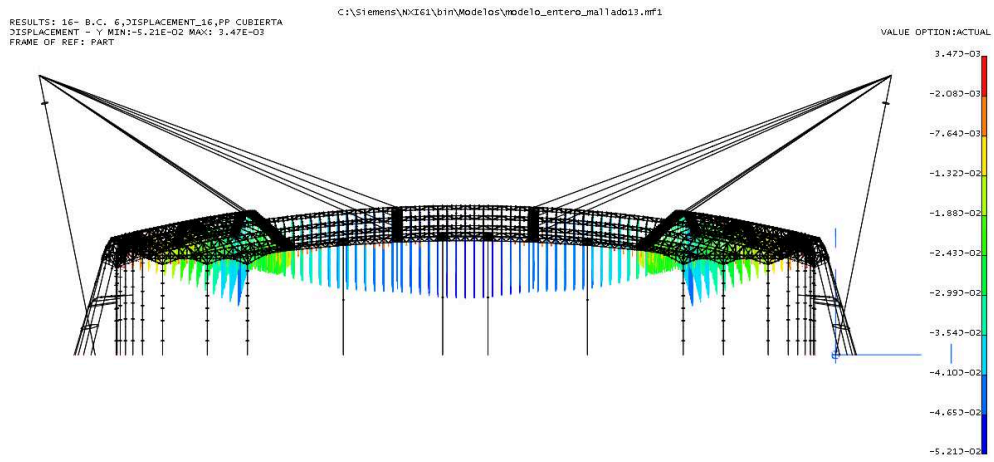 C:\Siemens\NXI61\bin\Modelos\modelo_entero_mallado13.mf1
RESULTS: 16- B.C. 6,DISPLACEMENT_16,PP CUBIERTA
DISPLACEMENT - Y MIN:-5.21E-02 MAX: 3.47E-03
FRAME OF REF: PART
VALUE OPTION:ACTUAL
3.47D-03
-2.08D-03
-7.64D-03
-1.32D-02
-1.88D-02
-2.43D-02
-2.99D-02
-3.54D-02
-4.10D-02
-4.65D-02
-5.21D-02